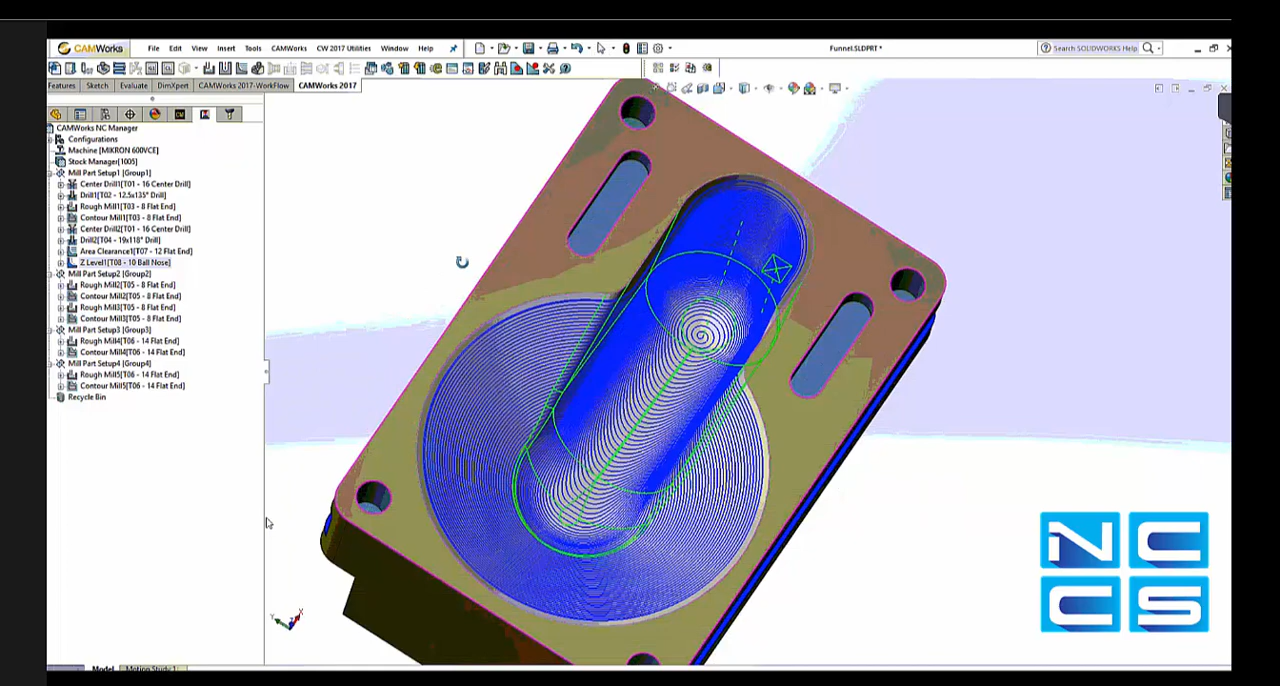 CAMWorks File Edit View Insert Tools CAMWorks CW 2017 Utilities Window Help Funnel.SLDPRT * Search SOLIDWORKS Help
Features Sketch Evaluate DimXpert CAMWorks 2017-WorkFlow CAMWorks 2017
CAMWorks NC Manager
Configurations
Machine [MIKRON 600VCE]
Stock Manager[1005]
Mill Part Setup1 [Group1]
Center Drill1[T01 - 16 Center Drill]
Drill1[T02 - 12.5x135° Drill]
Rough Mill1[T03 - 8 Flat End]
Contour Mill1[T03 - 8 Flat End]
Center Drill2[T01 - 16 Center Drill]
Drill2[T04 - 19x118° Drill]
Area Clearance1[T07 - 12 Flat End]
Z Level1[T08 - 10 Ball Nose]
Mill Part Setup2 [Group2]
Rough Mill2[T05 - 8 Flat End]
Contour Mill2[T05 - 8 Flat End]
Rough Mill3[T05 - 8 Flat End]
Contour Mill3[T05 - 8 Flat End]
Mill Part Setup3 [Group3]
Rough Mill4[T06 - 14 Flat End]
Contour Mill4[T06 - 14 Flat End]
Mill Part Setup4 [Group4]
Rough Mill5[T06 - 14 Flat End]
Contour Mill5[T06 - 14 Flat End]
Recycle Bin
NC
CS
Model Motion Study 1